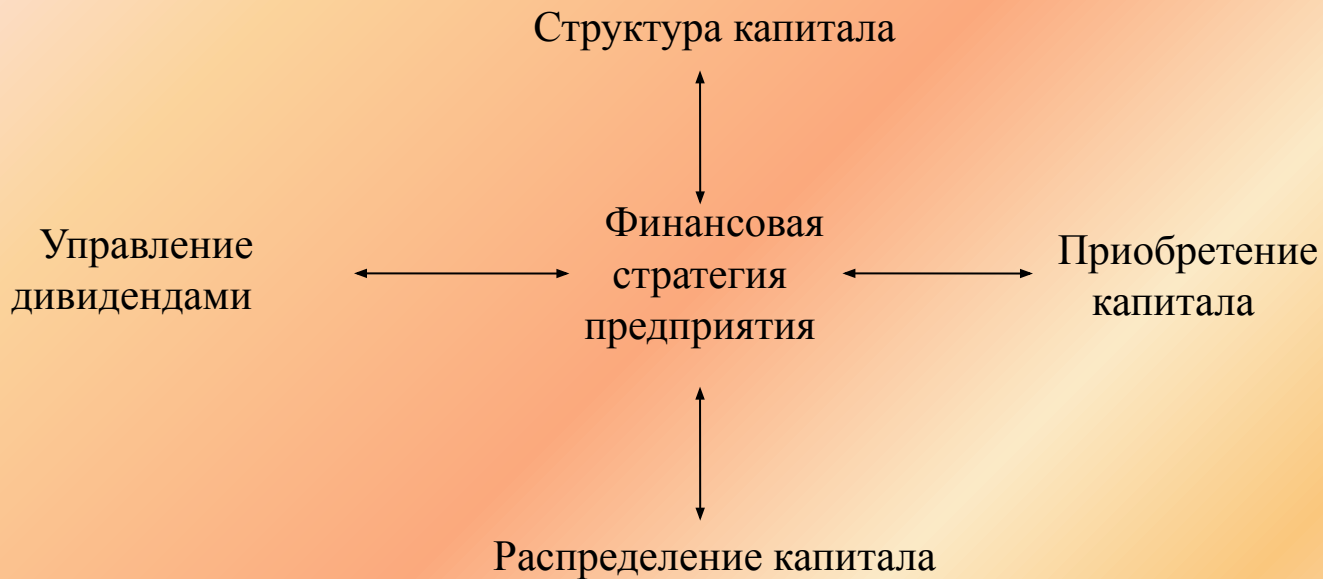 Структура капитала
Управление
дивидендами
Финансовая
стратегия
предприятия
Приобретение
капитала
Распределение капитала